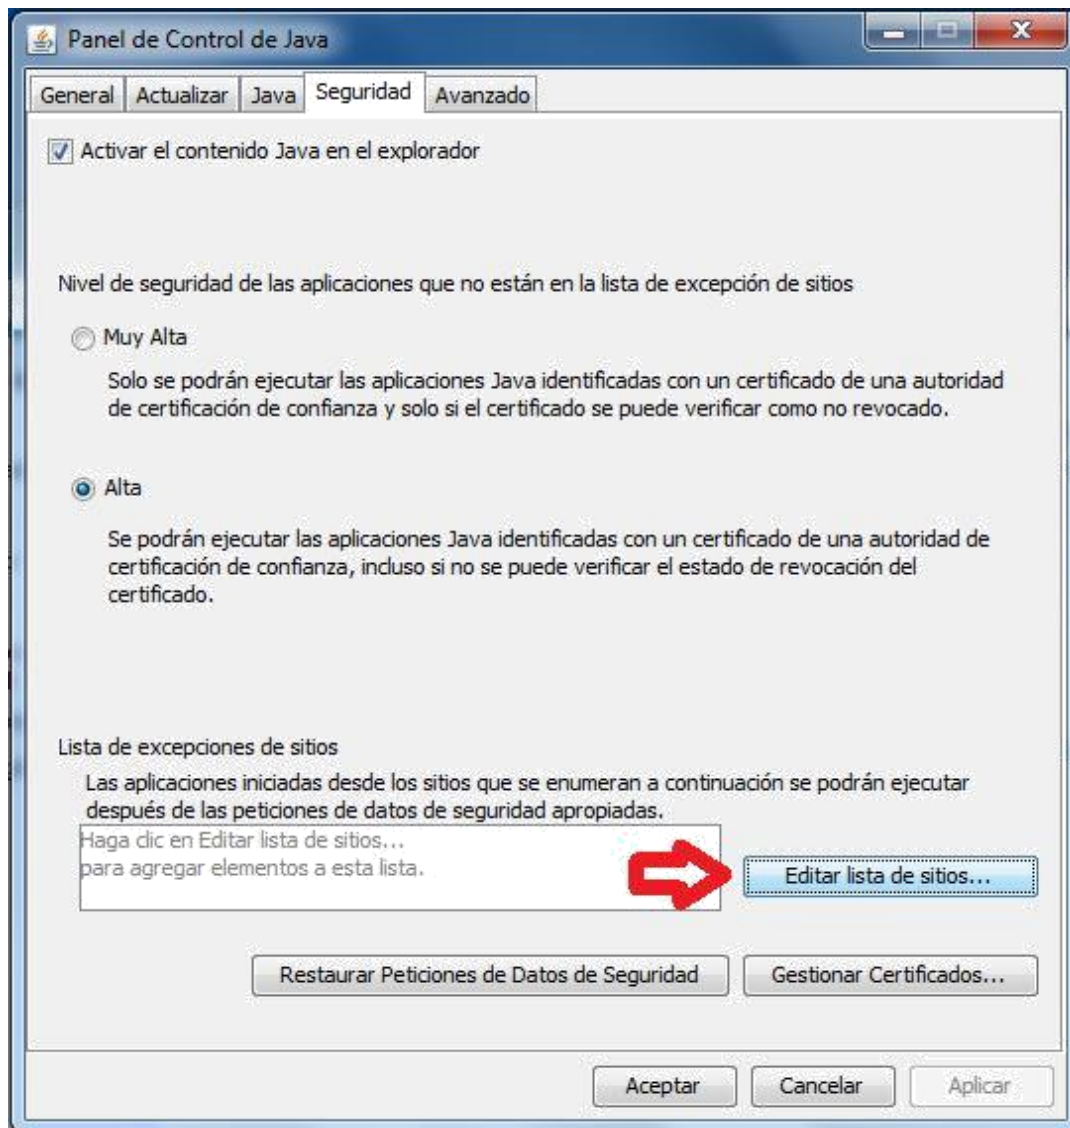 Panel de Control de Java
General Actualizar Java Seguridad Avanzado
Activar el contenido Java en el explorador
Nivel de seguridad de las aplicaciones que no están en la lista de excepción de sitios
Muy Alta
Solo se podrán ejecutar las aplicaciones Java identificadas con un certificado de una autoridad
de certificación de confianza y solo si el certificado se puede verificar como no revocado.
Alta
Se podrán ejecutar las aplicaciones Java identificadas con un certificado de una autoridad de
certificación de confianza, incluso si no se puede verificar el estado de revocación del
certificado.
Lista de excepciones de sitios
Las aplicaciones iniciadas desde los sitios que se enumeran a continuación se podrán ejecutar
después de las peticiones de datos de seguridad apropiadas.
Haga clic en Editar lista de sitios...
para agregar elementos a esta lista.
Editar lista de sitios...
Restaurar Peticiones de Datos de Seguridad Gestionar Certificados...
Aceptar Cancelar Aplicar